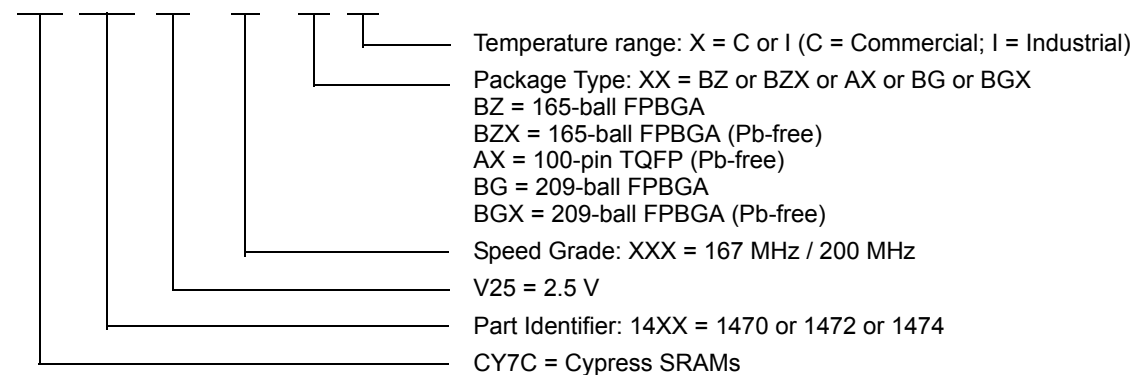 Temperature range: X = C or I (C = Commercial; I = Industrial)
Package Type: XX = BZ or BZX or AX or BG or BGX
BZ = 165-ball FPBGA
BZX = 165-ball FPBGA (Pb-free)
AX = 100-pin TQFP (Pb-free)
BG = 209-ball FPBGA
BGX = 209-ball FPBGA (Pb-free)
Speed Grade: XXX = 167 MHz / 200 MHz
V25 = 2.5 V
Part Identifier: 14XX = 1470 or 1472 or 1474
CY7C = Cypress SRAMs